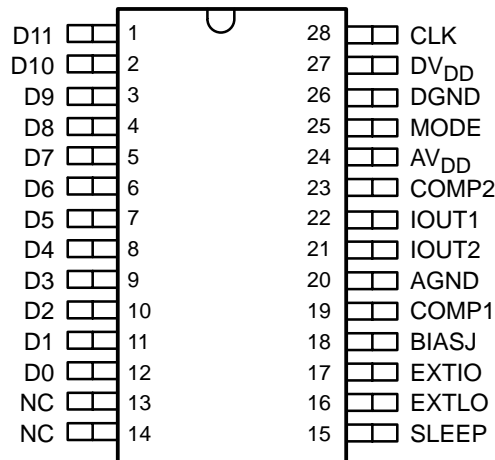 D11 1 28 CLK
D10 2 27 DVDD
D9 3 26 DGND
D8 4 25 MODE
D7 5 24 AVDD
D6 6 23 COMP2
D5 7 22 IOUT1
D4 8 21 IOUT2
D3 9 20 AGND
D2 10 19 COMP1
D1 11 18 BIASJ
D0 12 17 EXTIO
NC 13 16 EXTLO
NC 14 15 SLEEP